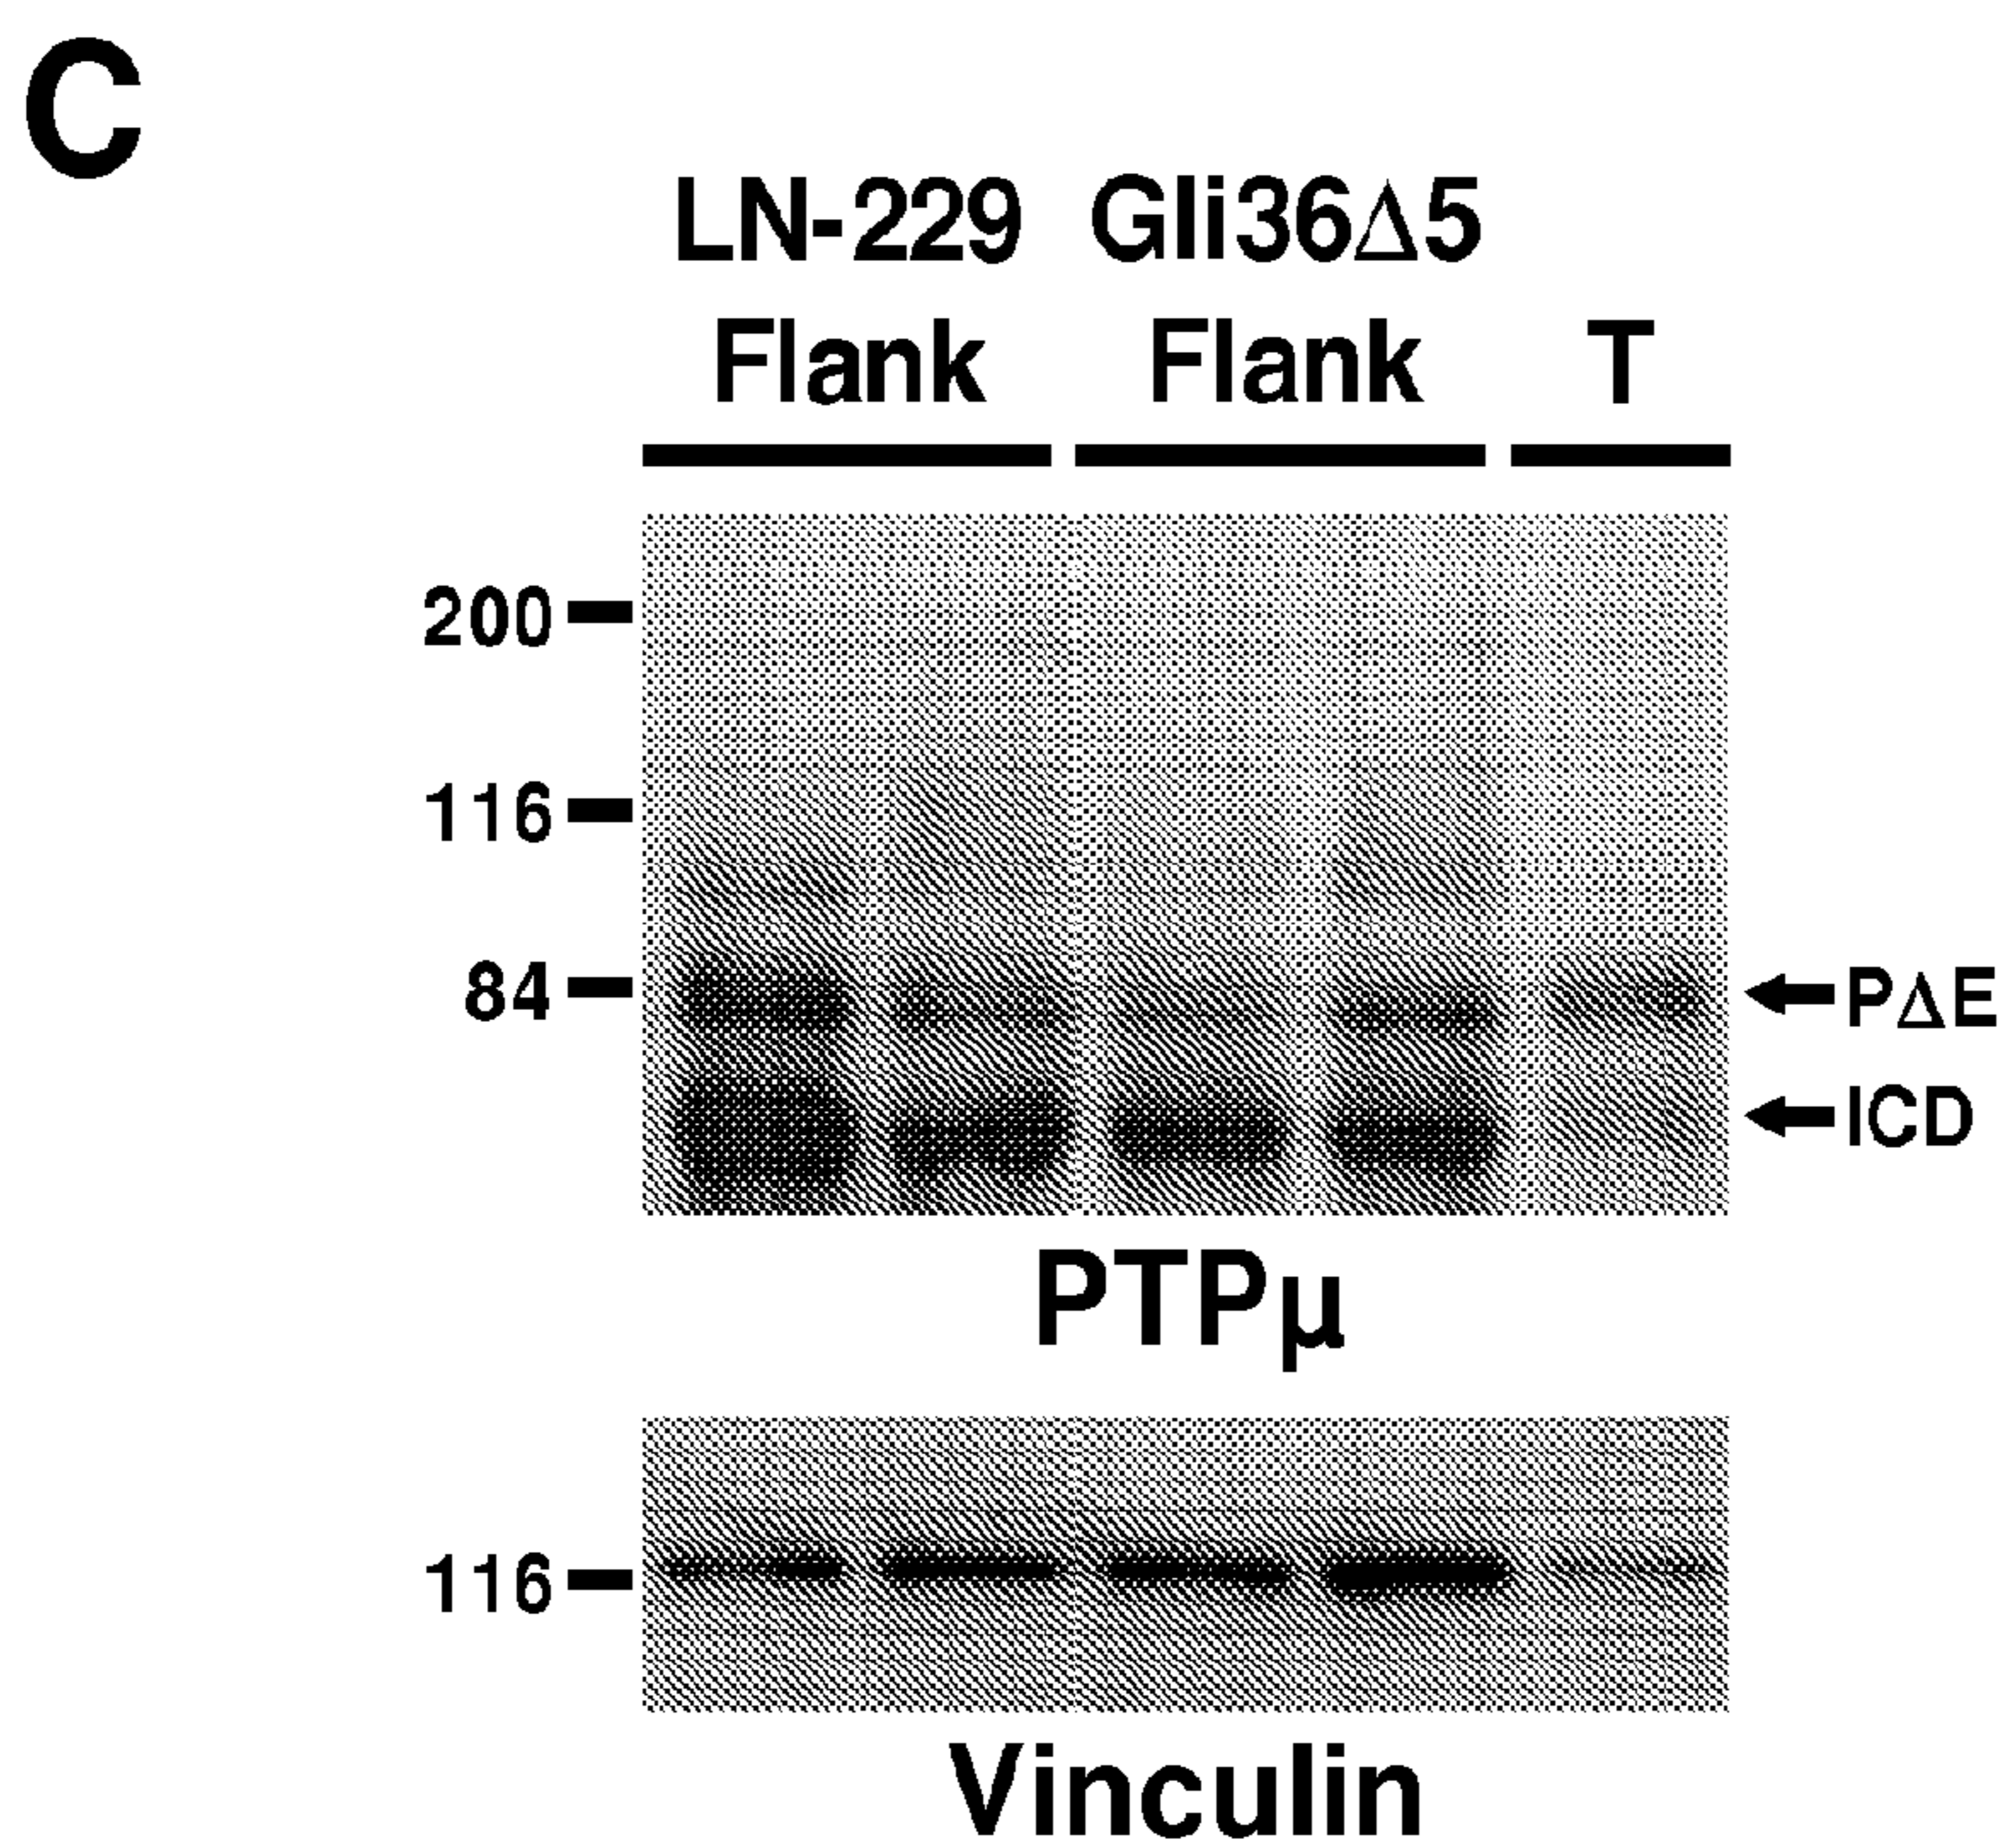 C
LN-229 Gli36Δ5
Flank Flank T
200
116
84
PΔE
ICD
PTPμ
116
Vinculin